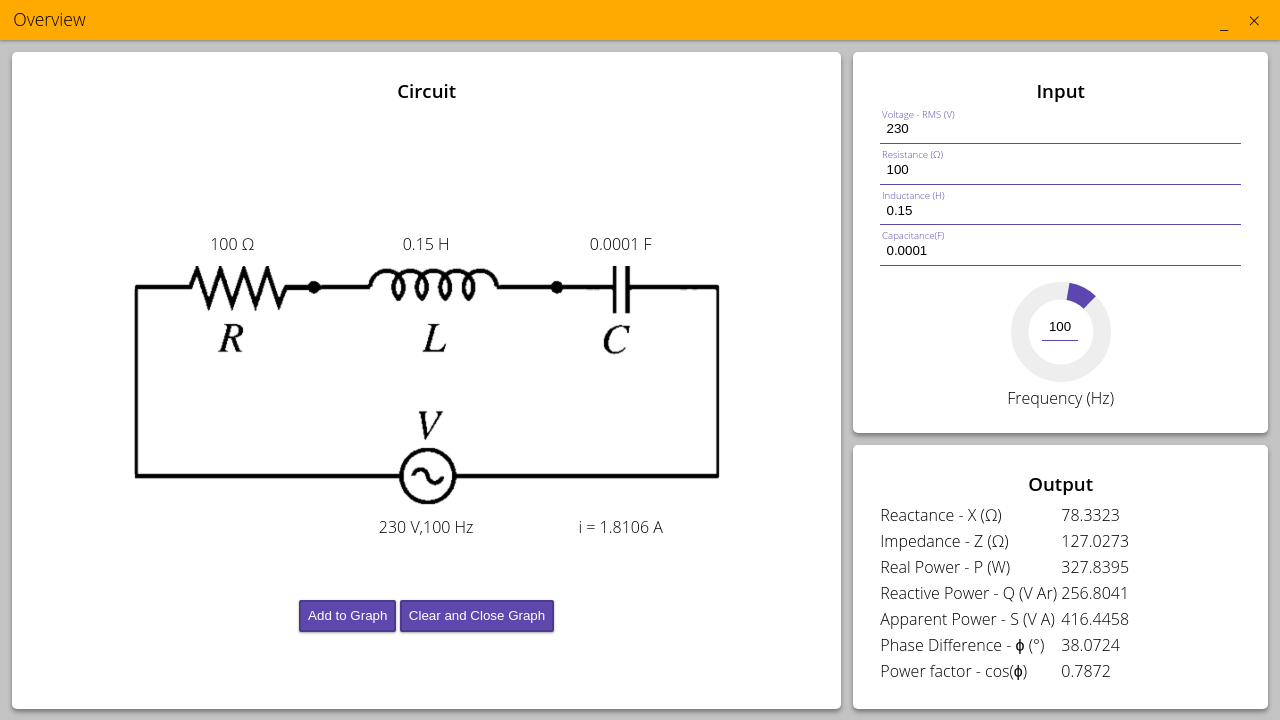 Overview
Circuit
100 Ω
0.15 H
0.0001 F
R
L
C
V
230 V,100 Hz
i = 1.8106 A
Add to Graph
Clear and Close Graph
Input
Voltage - RMS (V)
230
Resistance (Ω)
100
Inductance (H)
0.15
Capacitance(F)
0.0001
100
Frequency (Hz)
Output
Reactance - X (Ω) 78.3323
Impedance - Z (Ω) 127.0273
Real Power - P (W) 327.8395
Reactive Power - Q (V Ar) 256.8041
Apparent Power - S (V A) 416.4458
Phase Difference - ϕ (°) 38.0724
Power factor - cos(ϕ) 0.7872